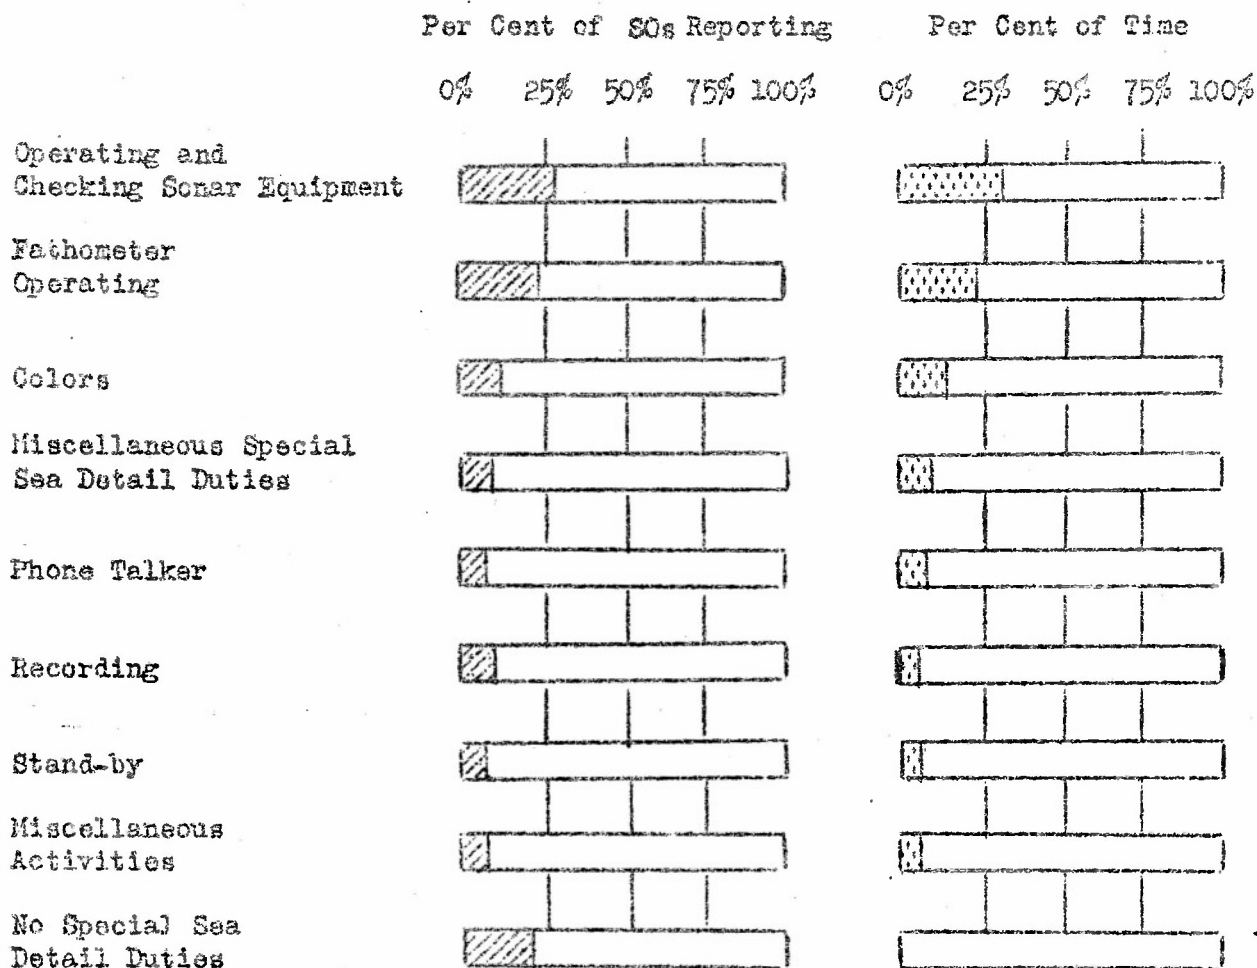 Per Cent of SOs Reporting
Per Cent of Time
0% 25% 50% 75% 100%
0% 25% 50% 75% 100%
Operating and
Checking Sonar Equipment
Fathometer
Operating
Colors
Miscellaneous Special
Sea Detail Duties
Phone Talker
Recording
Stand-by
Miscellaneous
Activities
No Special Sea
Detail Duties